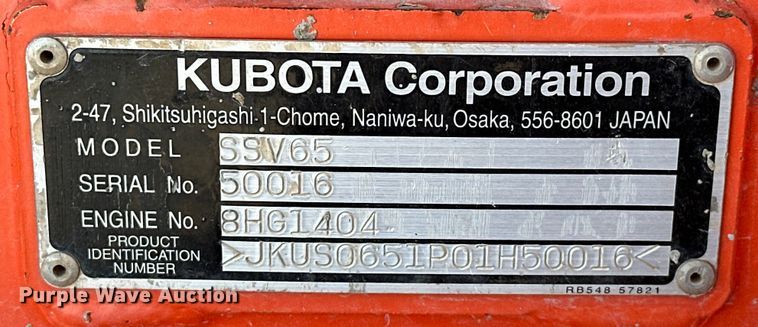 KUBOTA Corporation
2-47, Shikitsuhigashi 1-Chome, Naniwa-ku, Osaka, 556-8601 JAPAN
MODEL SSV65
SERIAL No. 50016
ENGINE No. 8HG1404
PRODUCT
IDENTIFICATION
NUMBER >JKUS0651P01H50016<
RB548 57821
Purple Wave Auction